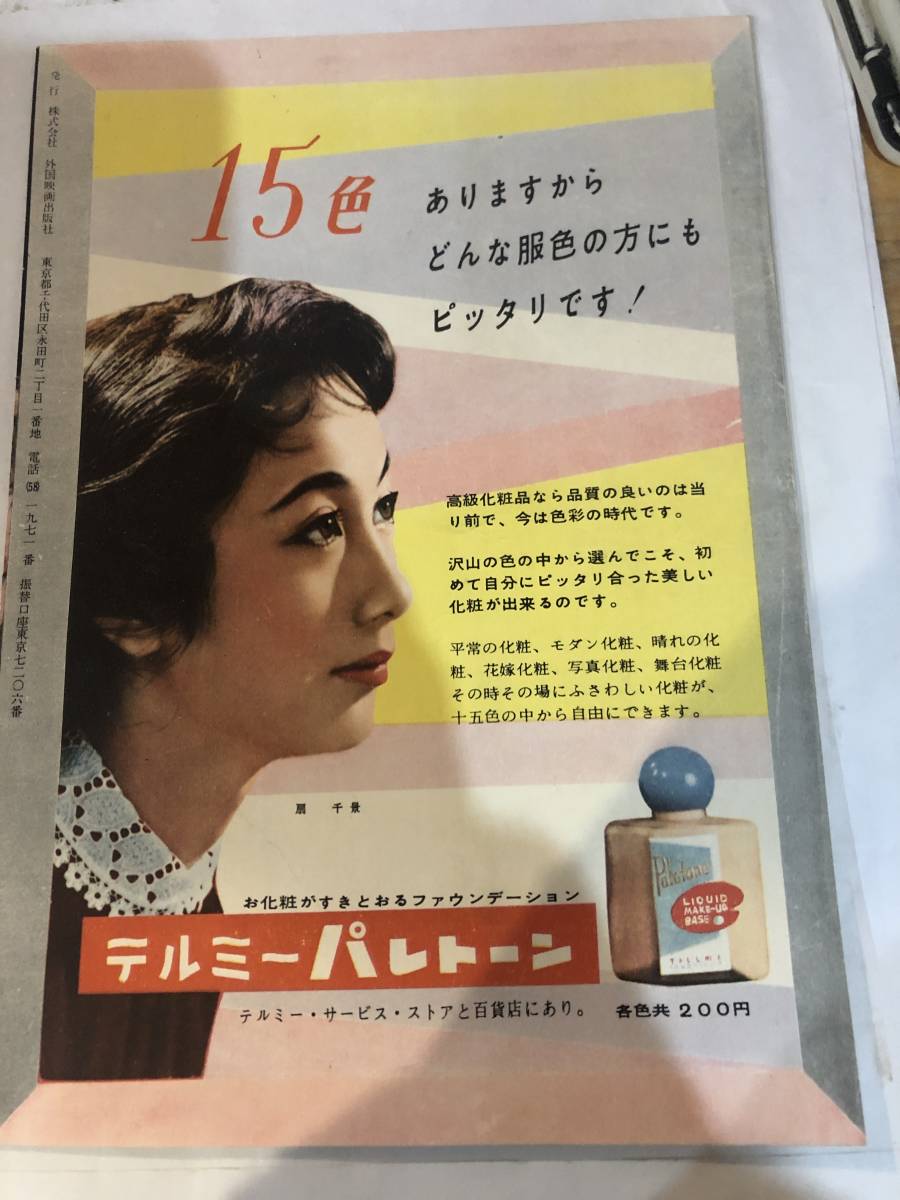 15色
ありますから
どんな服色の方にも
ピッタリです!
高級化粧品なら品質の良いのは当
り前で、今は色彩の時代です。
沢山の色の中から選んでこそ、初
めて自分にピッタリ合った美しい
化粧が出来るのです。
平常の化粧、モダン化粧、晴れの化
粧、花嫁化粧、写真化粧、舞台化粧
その時その場にふさわしい化粧が、
十五色の中から自由にできます。
扇 千景
Paletone
LIQUID
MAKE-UP
BASE
TELLME
お化粧がすきとおるファウンデーション
テルミーパレトーン
テルミー・サービス・ストアと百貨店にあり。
各色共 200円
発行 株式会社 外国映画出版社 東京都千代田区永田町二丁目一番地 電話(58)一九七一番 振替口座東京七二〇六番